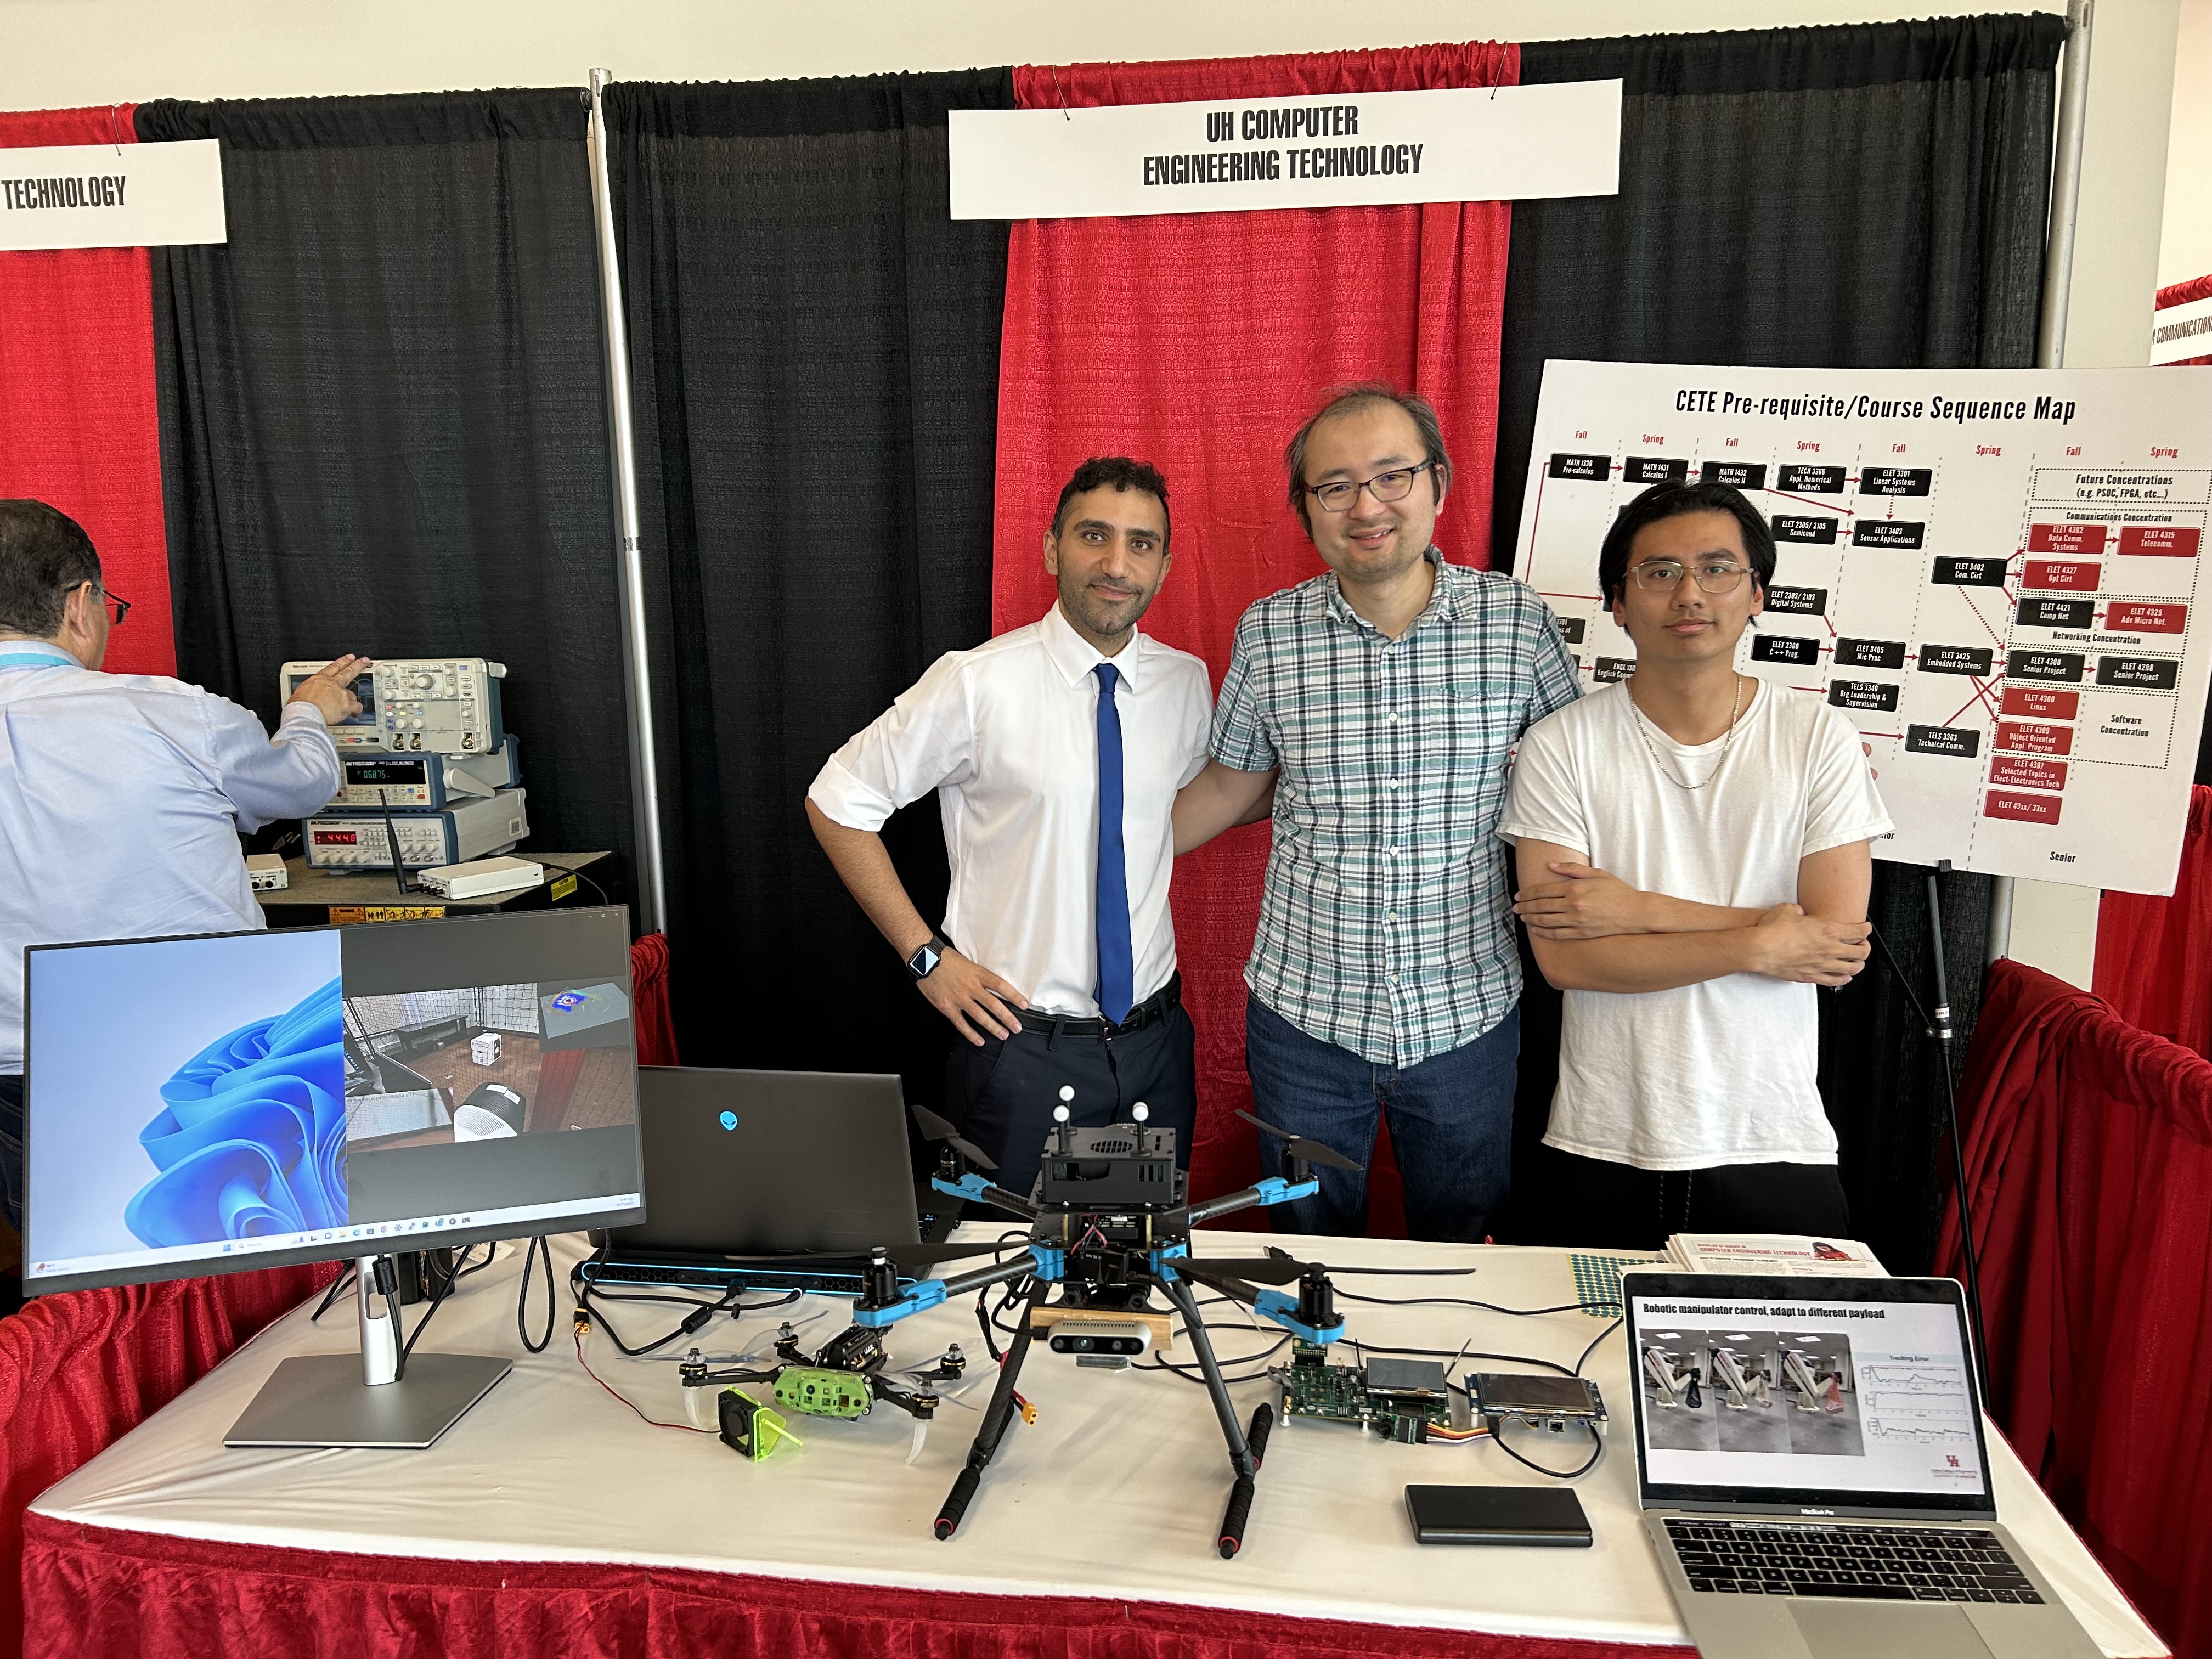 TECHNOLOGY
UH COMPUTER
ENGINEERING TECHNOLOGY
COMMUNICATION
CETE Pre-requisite/Course Sequence Map
Fall
Spring
Fall
Spring
Fall
Spring
Fall
Spring
MATH 1330
Pre-calculus
MATH 1431
Calculus I
MATH 1432
Calculus II
TECH 3366
Appl. Numerical
Methods
ELET 3301
Linear Systems
Analysis
Future Concentrations
(e.g. PSOC, FPGA, etc...)
Communications Concentration
ELET 2305/ 2105
Semicond
ELET 3403
Sensor Applications
ELET 4302
Data Comm.
Systems
ELET 4315
Telecomm.
ELET 3402
Com. Cirt
ELET 4327
Opt Cirt
ELET 2303/ 2103
Digital Systems
ELET 4421
Comp Net
ELET 4325
Adv Micro Net.
Networking Concentration
ELET 2300
C ++ Prog.
ELET 3405
Mic Proc
ELET 3425
Embedded Systems
ELET 4308
Senior Project
ELET 4208
Senior Project
TELS 3340
Org Leadership &
Supervision
ELET 4300
Linux
Software
Concentration
TELS 3363
Technical Comm.
ELET 4309
Object Oriented
Appl Program
ELET 4397
Selected Topics in
Elect-Electronics Tech
ELET 43xx/ 33xx
Senior
COMPUTER ENGINEERING TECHNOLOGY
Robotic manipulator control, adapt to different payload
Tracking Error
MacBook Pro